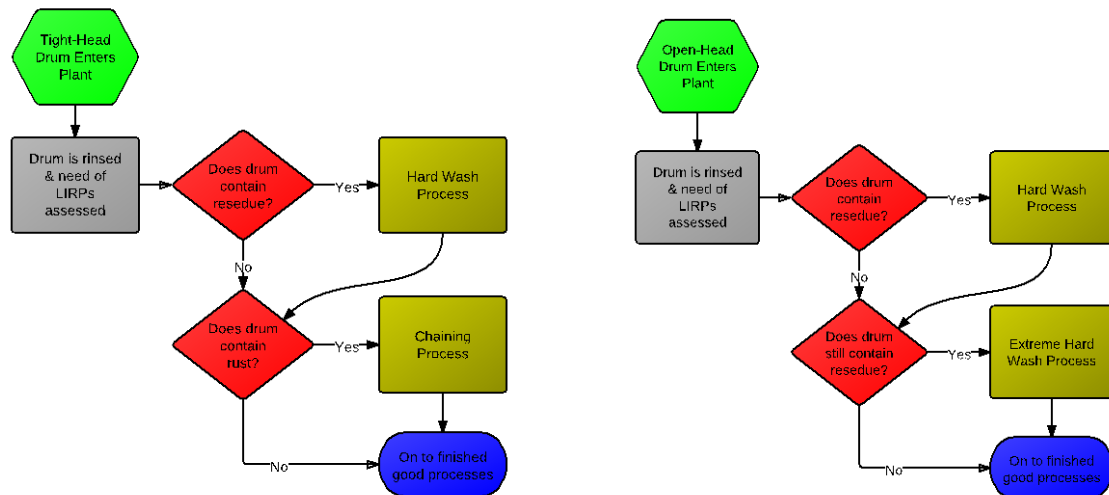 Tight-Head
Drum Enters
Plant
Drum is rinsed
& need of
LIRPs
assessed
Does drum
contain
resedue?
Yes
Hard Wash
Process
No
Does drum
contain
rust?
Yes
Chaining
Process
No
On to finished
good processes
Open-Head
Drum Enters
Plant
Drum is rinsed
& need of
LIRPs
assessed
Does drum
contain
resedue?
Yes
Hard Wash
Process
No
Does drum
still contain
resedue?
Yes
Extreme Hard
Wash Process
No
On to finished
good processes